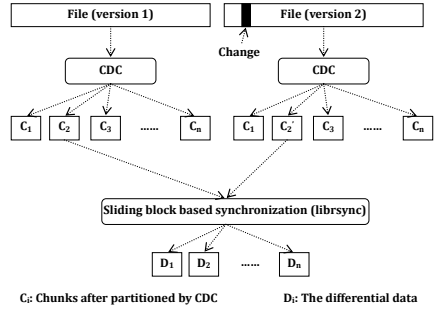 File (version 1) File (version 2)
Change
CDC CDC
C1 C2 C3 ...... Cn C1 C2' C3 ...... Cn
Sliding block based synchronization (librsync)
D1 D2 ...... Dn
Ci: Chunks after partitioned by CDC Di: The differential data